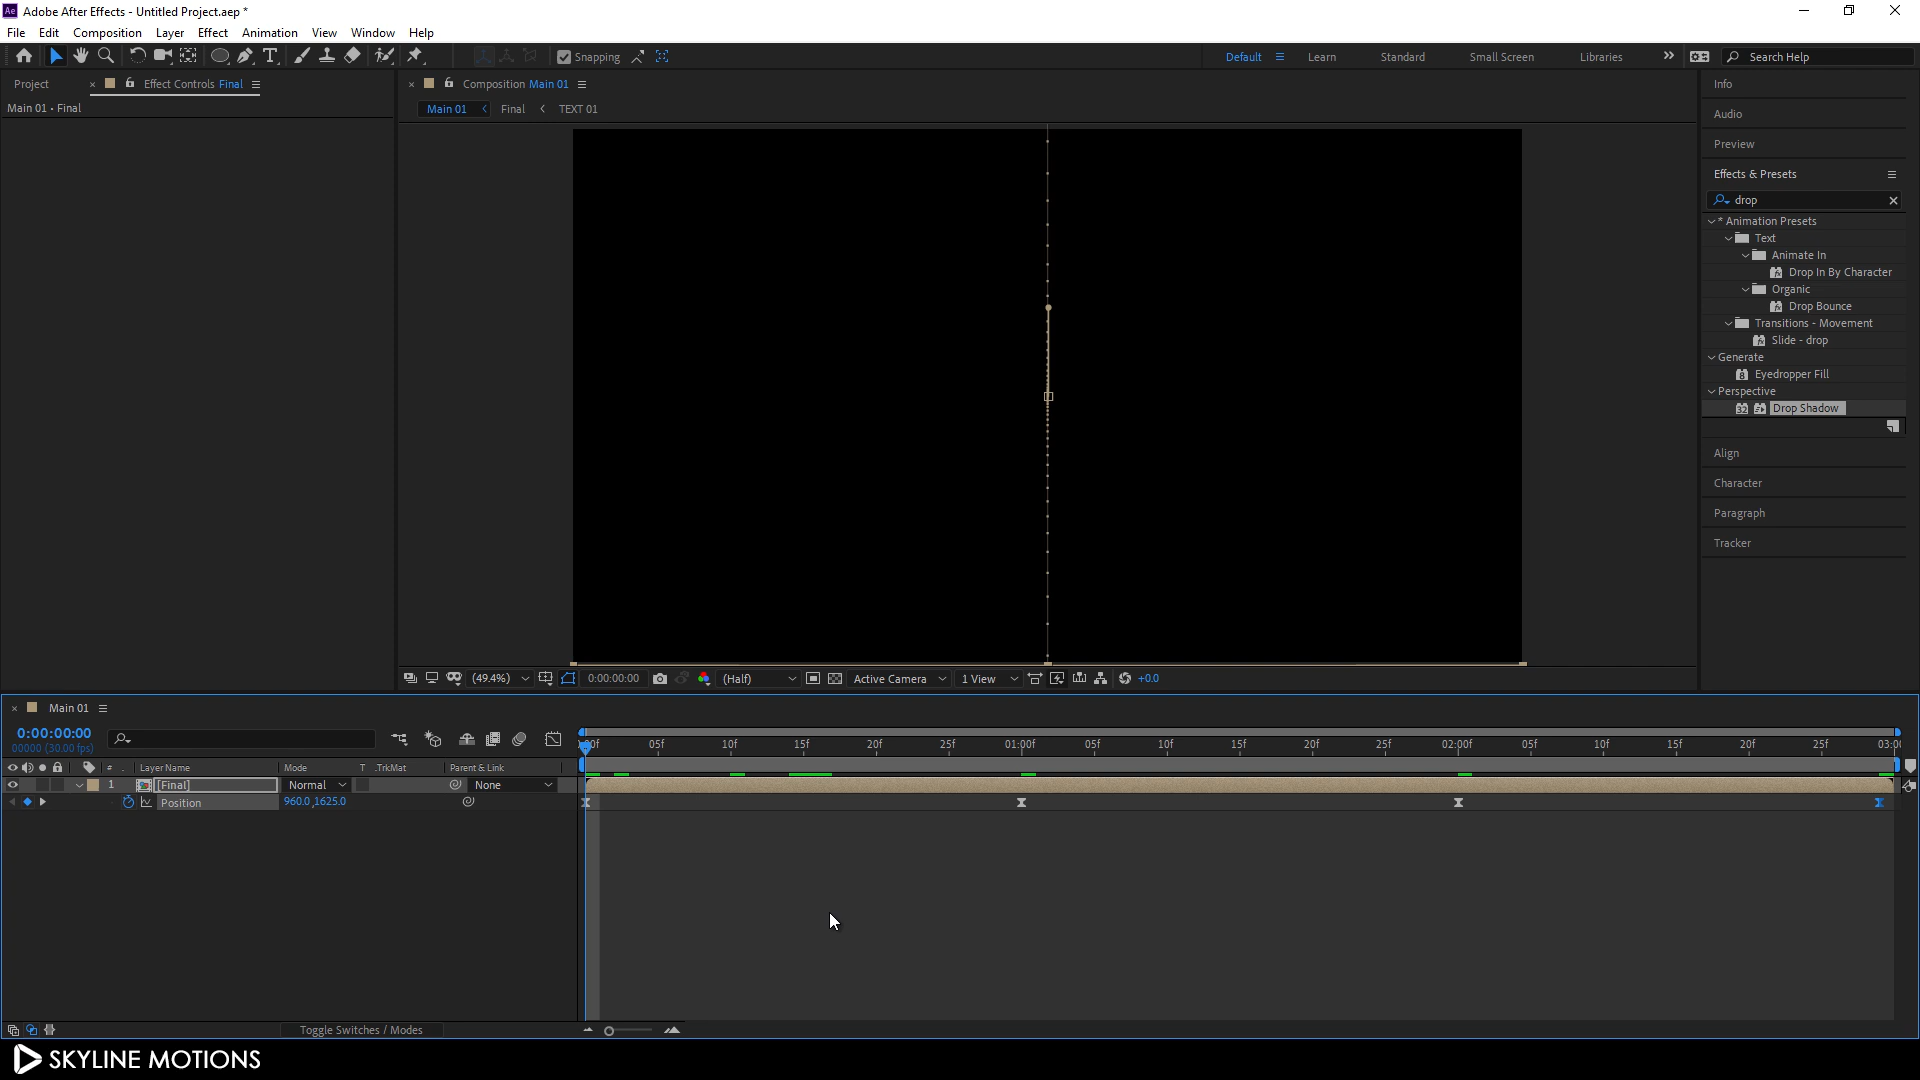 Ae Adobe After Effects - Untitled Project.aep *
File Edit Composition Layer Effect Animation View Window Help
Snapping Default Learn Standard Small Screen Libraries Search Help
Project Effect Controls Final
Main 01 • Final
Composition Main 01
Main 01 Final TEXT 01
Info
Audio
Preview
Effects & Presets
drop
* Animation Presets
Text
Animate In
Drop In By Character
Organic
Drop Bounce
Transitions - Movement
Slide - drop
Generate
Eyedropper Fill
Perspective
Drop Shadow
Align
Character
Paragraph
Tracker
(49.4%) 0:00:00:00 (Half) Active Camera 1 View +0.0
Main 01
0:00:00:00
00000 (30.00 fps)
05f 10f 15f 20f 25f 01:00f 05f 10f 15f 20f 25f 02:00f 05f 10f 15f 20f 25f
# Layer Name Mode T .TrkMat Parent & Link
1 [Final] Normal None
Position 960.0,1625.0
Toggle Switches / Modes
SKYLINE MOTIONS